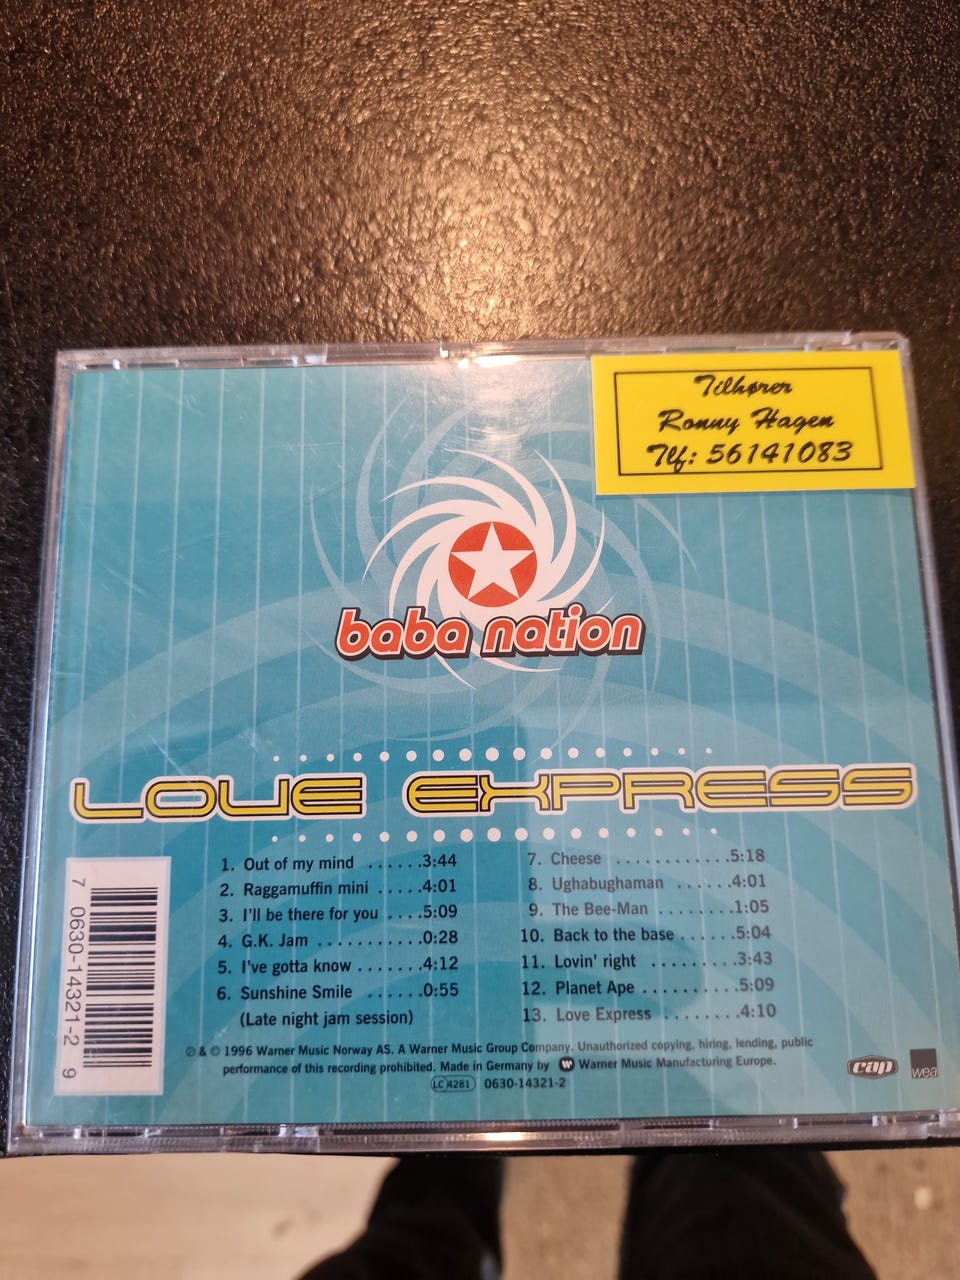 Tilhører
Ronny Hagen
Tlf: 56141083
baba nation
LOVE EXPRESS
1. Out of my mind ......3:44
2. Raggamuffin mini .....4:01
3. I'll be there for you ....5:09
4. G.K. Jam ...........0:28
5. I've gotta know .......4:12
6. Sunshine Smile ......0:55
(Late night jam session)
7. Cheese ............5:18
8. Ughabughaman ......4:01
9. The Bee-Man ........1:05
10. Back to the base ......5:04
11. Lovin' right .........3:43
12. Planet Ape .........5:09
13. Love Express ........4:10
7 0630-14321-2 9
℗ & © 1996 Warner Music Norway AS. A Warner Music Group Company. Unauthorized copying, hiring, lending, public
performance of this recording prohibited. Made in Germany by Warner Music Manufacturing Europe.
LC 4281 0630-14321-2
cap
wea